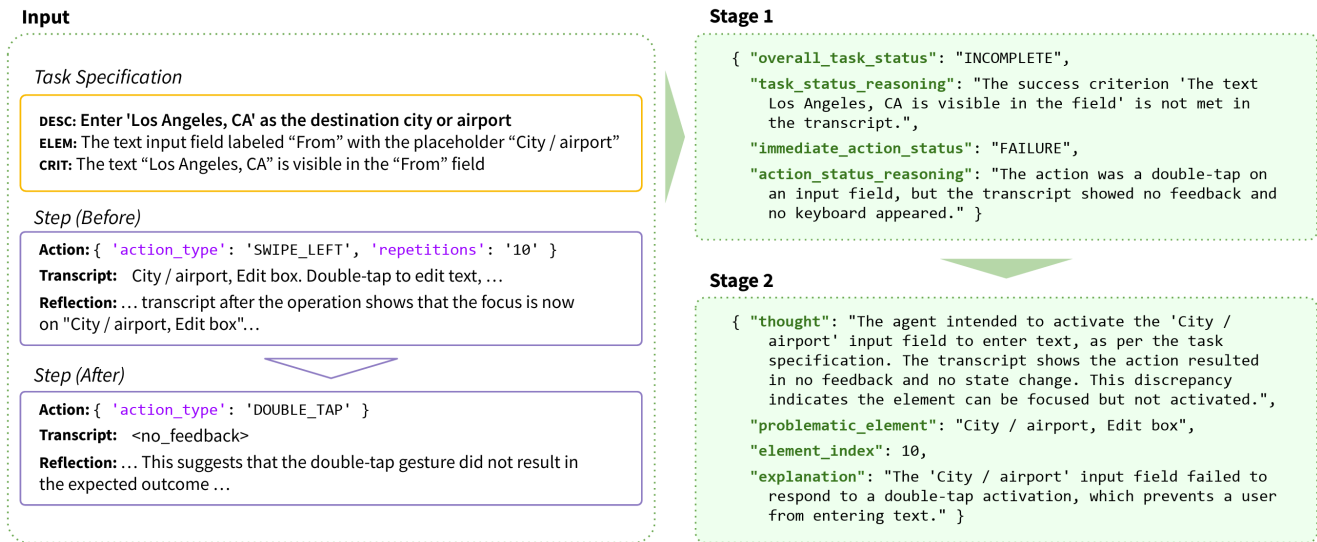 Input
Task Specification
DESC: Enter 'Los Angeles, CA' as the destination city or airport
ELEM: The text input field labeled “From” with the placeholder “City / airport”
CRIT: The text “Los Angeles, CA” is visible in the “From” field
Step (Before)
Action: { 'action_type': 'SWIPE_LEFT', 'repetitions': '10' }
Transcript: City / airport, Edit box. Double-tap to edit text, …
Reflection: … transcript after the operation shows that the focus is now
on "City / airport, Edit box"…
Step (After)
Action: { 'action_type': 'DOUBLE_TAP' }
Transcript: <no_feedback>
Reflection: … This suggests that the double-tap gesture did not result in
the expected outcome …
Stage 1
{ "overall_task_status": "INCOMPLETE",
"task_status_reasoning": "The success criterion 'The text
Los Angeles, CA is visible in the field' is not met in
the transcript.",
"immediate_action_status": "FAILURE",
"action_status_reasoning": "The action was a double-tap on
an input field, but the transcript showed no feedback and
no keyboard appeared." }
Stage 2
{ "thought": "The agent intended to activate the 'City /
airport' input field to enter text, as per the task
specification. The transcript shows the action resulted
in no feedback and no state change. This discrepancy
indicates the element can be focused but not activated.",
"problematic_element": "City / airport, Edit box",
"element_index": 10,
"explanation": "The 'City / airport' input field failed to
respond to a double-tap activation, which prevents a user
from entering text." }